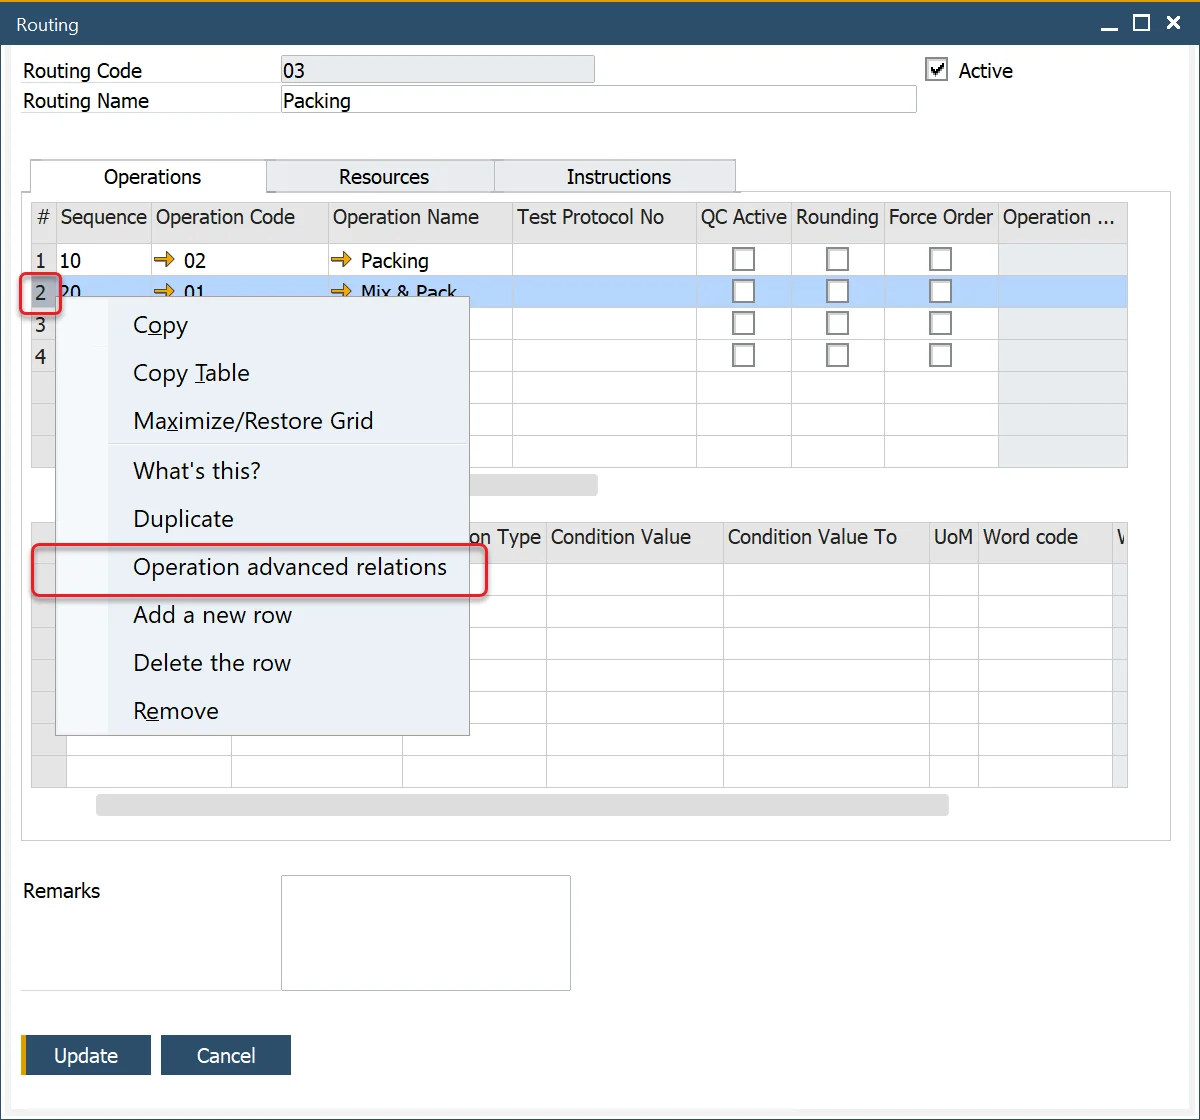 Routing
Routing Code 03 Active
Routing Name Packing
Operations Resources Instructions
# Sequence Operation Code Operation Name Test Protocol No QC Active Rounding Force Order Operation ...
1 10 02 Packing
2 20 01 Mix & Pack
3
4
Copy
Copy Table
Maximize/Restore Grid
What's this?
Duplicate
on Type Condition Value Condition Value To UoM Word code
Operation advanced relations
Add a new row
Delete the row
Remove
Remarks
Update Cancel